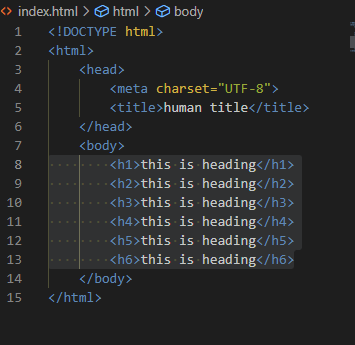 index.html > html > body
1 <!DOCTYPE html>
2 <html>
3     <head>
4         <meta charset="UTF-8">
5         <title>human title</title>
6     </head>
7     <body>
8         <h1>this is heading</h1>
9         <h2>this is heading</h2>
10         <h3>this is heading</h3>
11         <h4>this is heading</h4>
12         <h5>this is heading</h5>
13         <h6>this is heading</h6>
14     </body>
15 </html>